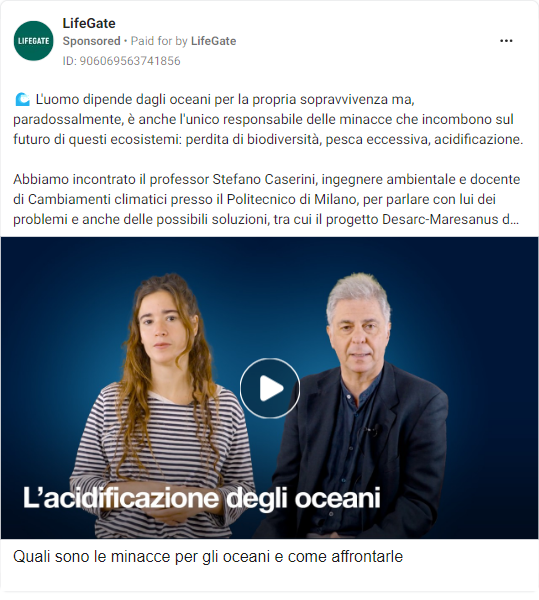 LifeGate
Sponsored • Paid for by LifeGate
ID: 906069563741856
LIFEGATE
🌊 L'uomo dipende dagli oceani per la propria sopravvivenza ma,
paradossalmente, è anche l'unico responsabile delle minacce che incombono sul
futuro di questi ecosistemi: perdita di biodiversità, pesca eccessiva, acidificazione.
Abbiamo incontrato il professor Stefano Caserini, ingegnere ambientale e docente
di Cambiamenti climatici presso il Politecnico di Milano, per parlare con lui dei
problemi e anche delle possibili soluzioni, tra cui il progetto Desarc-Maresanus d…
L'acidificazione degli oceani
Quali sono le minacce per gli oceani e come affrontarle